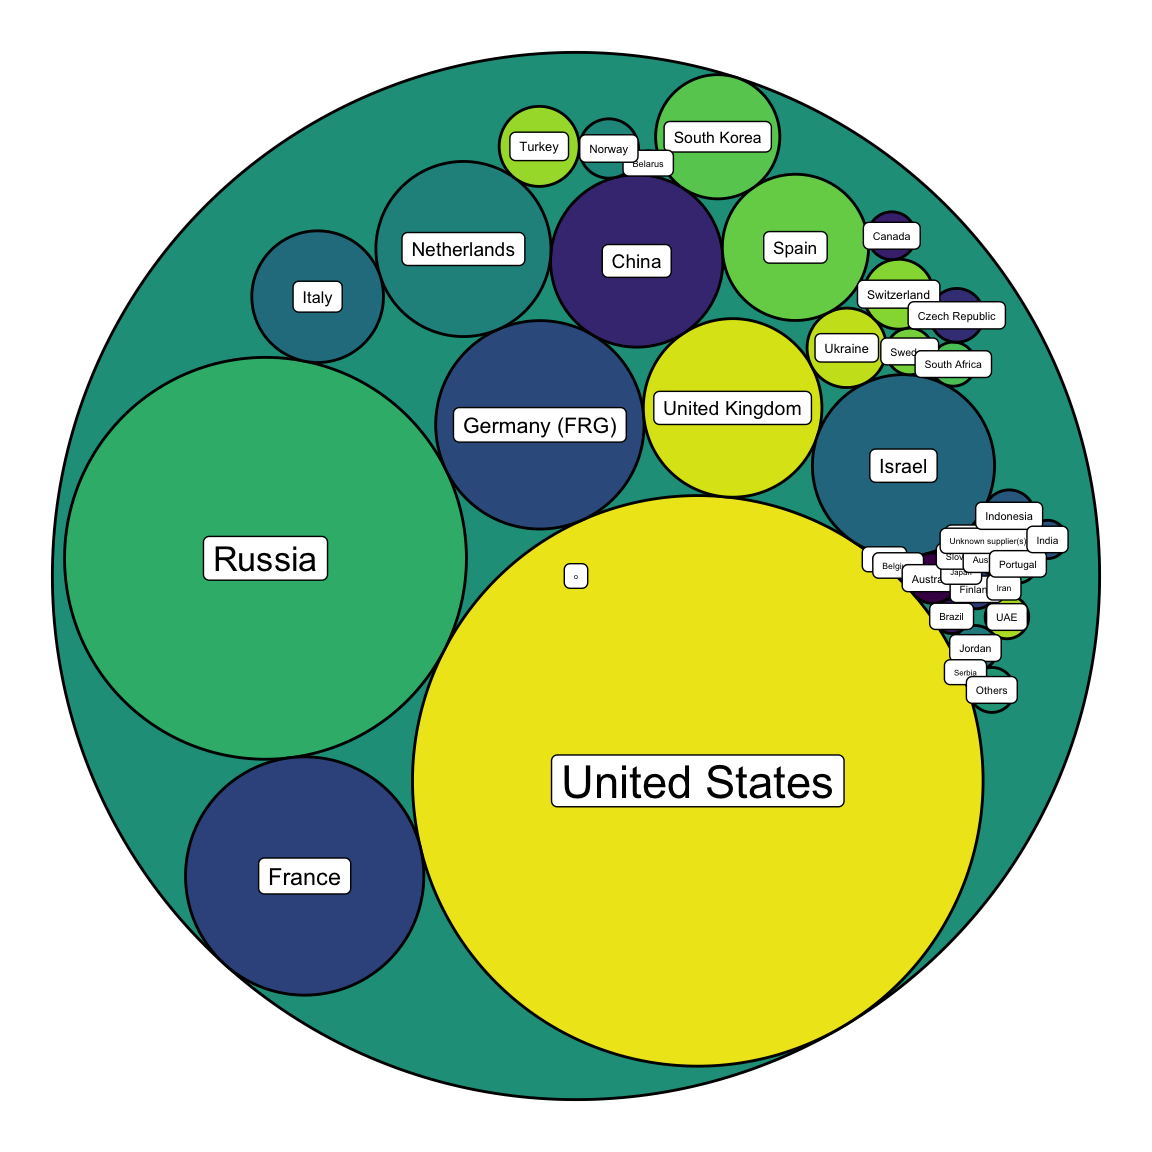 South Korea
Turkey
Norway
Belarus
Canada
Netherlands
Spain
China
Italy
Switzerland
Czech Republic
Ukraine
South Africa
United Kingdom
Germany (FRG)
Israel
Indonesia
Unknown supplier(s)
India
Russia
Portugal
Iran
Brazil
UAE
Jordan
Serbia
Others
United States
France